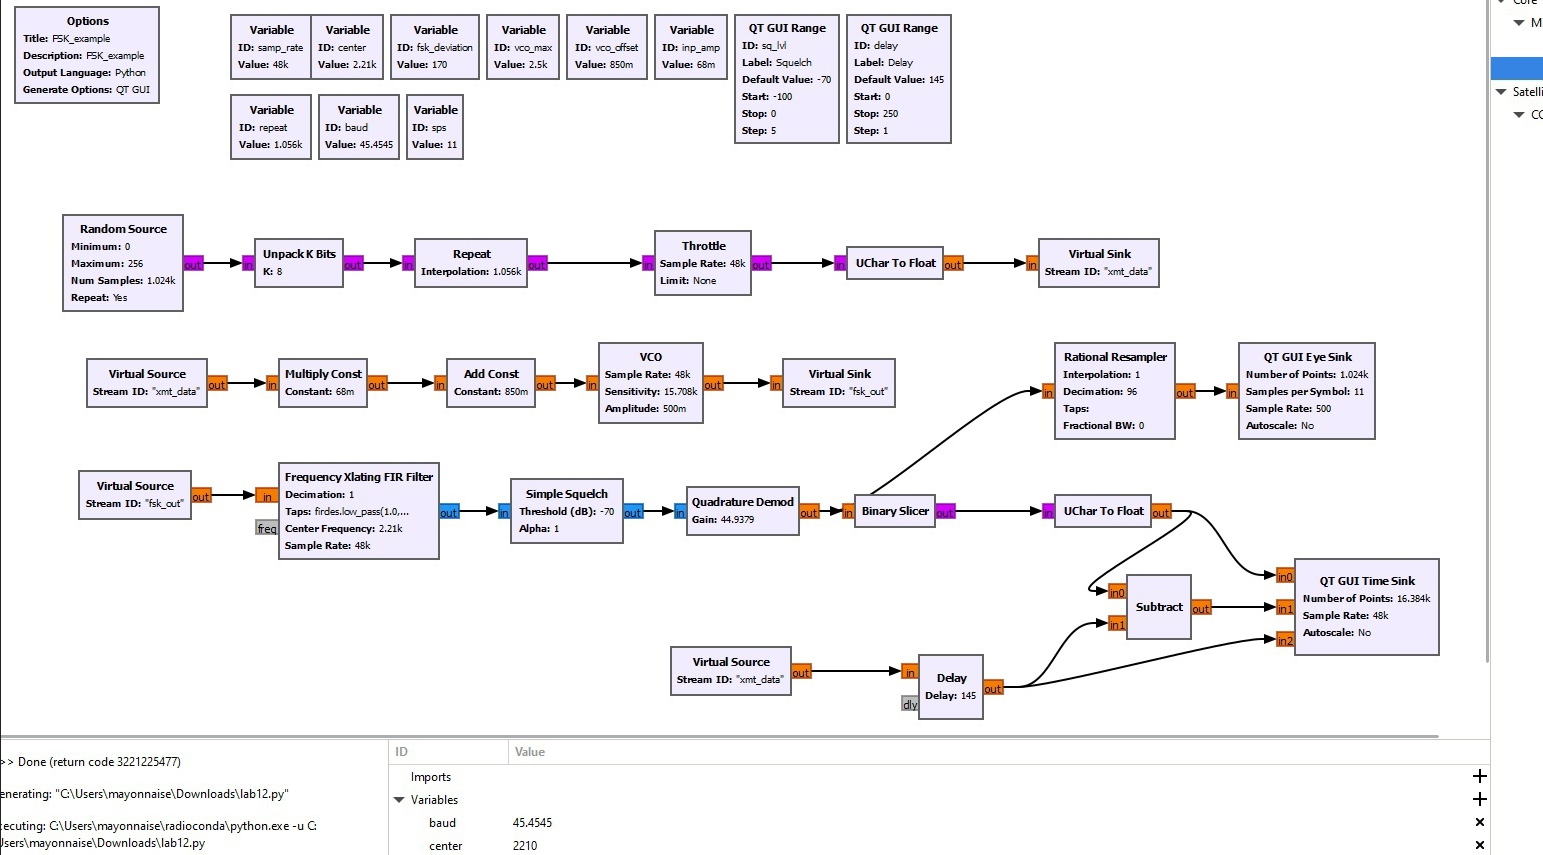 Options
Title: FSK_example
Description: FSK_example
Output Language: Python
Generate Options: QT GUI
Variable
ID: samp_rate
Value: 48k
Variable
ID: center
Value: 2.21k
Variable
ID: fsk_deviation
Value: 170
Variable
ID: vco_max
Value: 2.5k
Variable
ID: vco_offset
Value: 850m
Variable
ID: inp_amp
Value: 68m
QT GUI Range
ID: sq_lvl
Label: Squelch
Default Value: -70
Start: -100
Stop: 0
Step: 5
QT GUI Range
ID: delay
Label: Delay
Default Value: 145
Start: 0
Stop: 250
Step: 1
Variable
ID: repeat
Value: 1.056k
Variable
ID: baud
Value: 45.4545
Variable
ID: sps
Value: 11
Core
M
Satelli
CC
Random Source
Minimum: 0
Maximum: 256
Num Samples: 1.024k
Repeat: Yes
out
in
Unpack K Bits
K: 8
out
in
Repeat
Interpolation: 1.056k
out
in
Throttle
Sample Rate: 48k
Limit: None
out
in
UChar To Float
out
in
Virtual Sink
Stream ID: "xmt_data"
Virtual Source
Stream ID: "xmt_data"
out
in
Multiply Const
Constant: 68m
out
in
Add Const
Constant: 850m
out
in
VCO
Sample Rate: 48k
Sensitivity: 15.708k
Amplitude: 500m
out
in
Virtual Sink
Stream ID: "fsk_out"
in
Rational Resampler
Interpolation: 1
Decimation: 96
Taps:
Fractional BW: 0
out
in
QT GUI Eye Sink
Number of Points: 1.024k
Samples per Symbol: 11
Sample Rate: 500
Autoscale: No
Virtual Source
Stream ID: "fsk_out"
out
in
freq
Frequency Xlating FIR Filter
Decimation: 1
Taps: firdes.low_pass(1.0,...
Center Frequency: 2.21k
Sample Rate: 48k
out
in
Simple Squelch
Threshold (dB): -70
Alpha: 1
out
in
Quadrature Demod
Gain: 44.9379
out
in
Binary Slicer
out
in
UChar To Float
out
in0
in1
Subtract
out
in0
in1
in2
QT GUI Time Sink
Number of Points: 16.384k
Sample Rate: 48k
Autoscale: No
Virtual Source
Stream ID: "xmt_data"
out
in
dly
Delay
Delay: 145
out
>> Done (return code 3221225477)
enerating: "C:\Users\mayonnaise\Downloads\lab12.py"
ecuting: C:\Users\mayonnaise\radioconda\python.exe -u C:
Users\mayonnaise\Downloads\lab12.py
ID Value
Imports
Variables
baud 45.4545
center 2210